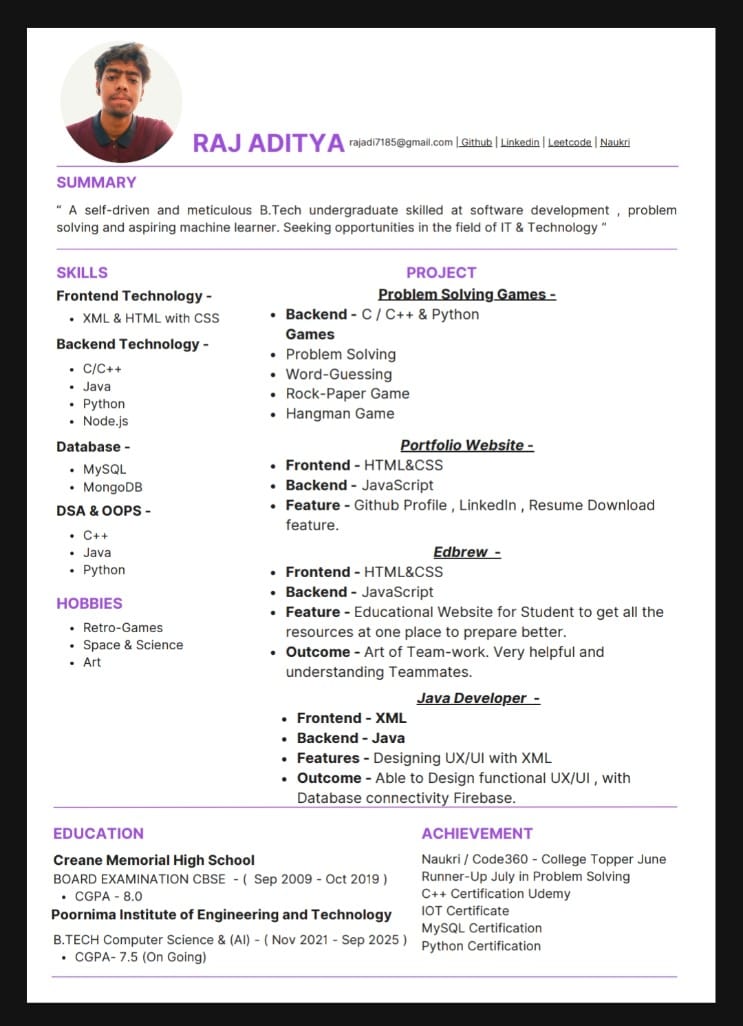 RAJ ADITYA rajadi7185@gmail.com | Github | Linkedin | Leetcode | Naukri
SUMMARY
“ A self-driven and meticulous B.Tech undergraduate skilled at software development , problem
solving and aspiring machine learner. Seeking opportunities in the field of IT & Technology ”
SKILLS
Frontend Technology -
• XML & HTML with CSS
Backend Technology -
• C/C++
• Java
• Python
• Node.js
Database -
• MySQL
• MongoDB
DSA & OOPS -
• C++
• Java
• Python
HOBBIES
• Retro-Games
• Space & Science
• Art
PROJECT
Problem Solving Games -
• Backend - C / C++ & Python
Games
• Problem Solving
• Word-Guessing
• Rock-Paper Game
• Hangman Game
Portfolio Website -
• Frontend - HTML&CSS
• Backend - JavaScript
• Feature - Github Profile , LinkedIn , Resume Download
feature.
Edbrew -
• Frontend - HTML&CSS
• Backend - JavaScript
• Feature - Educational Website for Student to get all the
resources at one place to prepare better.
• Outcome - Art of Team-work. Very helpful and
understanding Teammates.
Java Developer -
• Frontend - XML
• Backend - Java
• Features - Designing UX/UI with XML
• Outcome - Able to Design functional UX/UI , with
Database connectivity Firebase.
EDUCATION
Creane Memorial High School
BOARD EXAMINATION CBSE - ( Sep 2009 - Oct 2019 )
• CGPA - 8.0
Poornima Institute of Engineering and Technology
B.TECH Computer Science & (AI) - ( Nov 2021 - Sep 2025 )
• CGPA- 7.5 (On Going)
ACHIEVEMENT
Naukri / Code360 - College Topper June
Runner-Up July in Problem Solving
C++ Certification Udemy
IOT Certificate
MySQL Certification
Python Certification